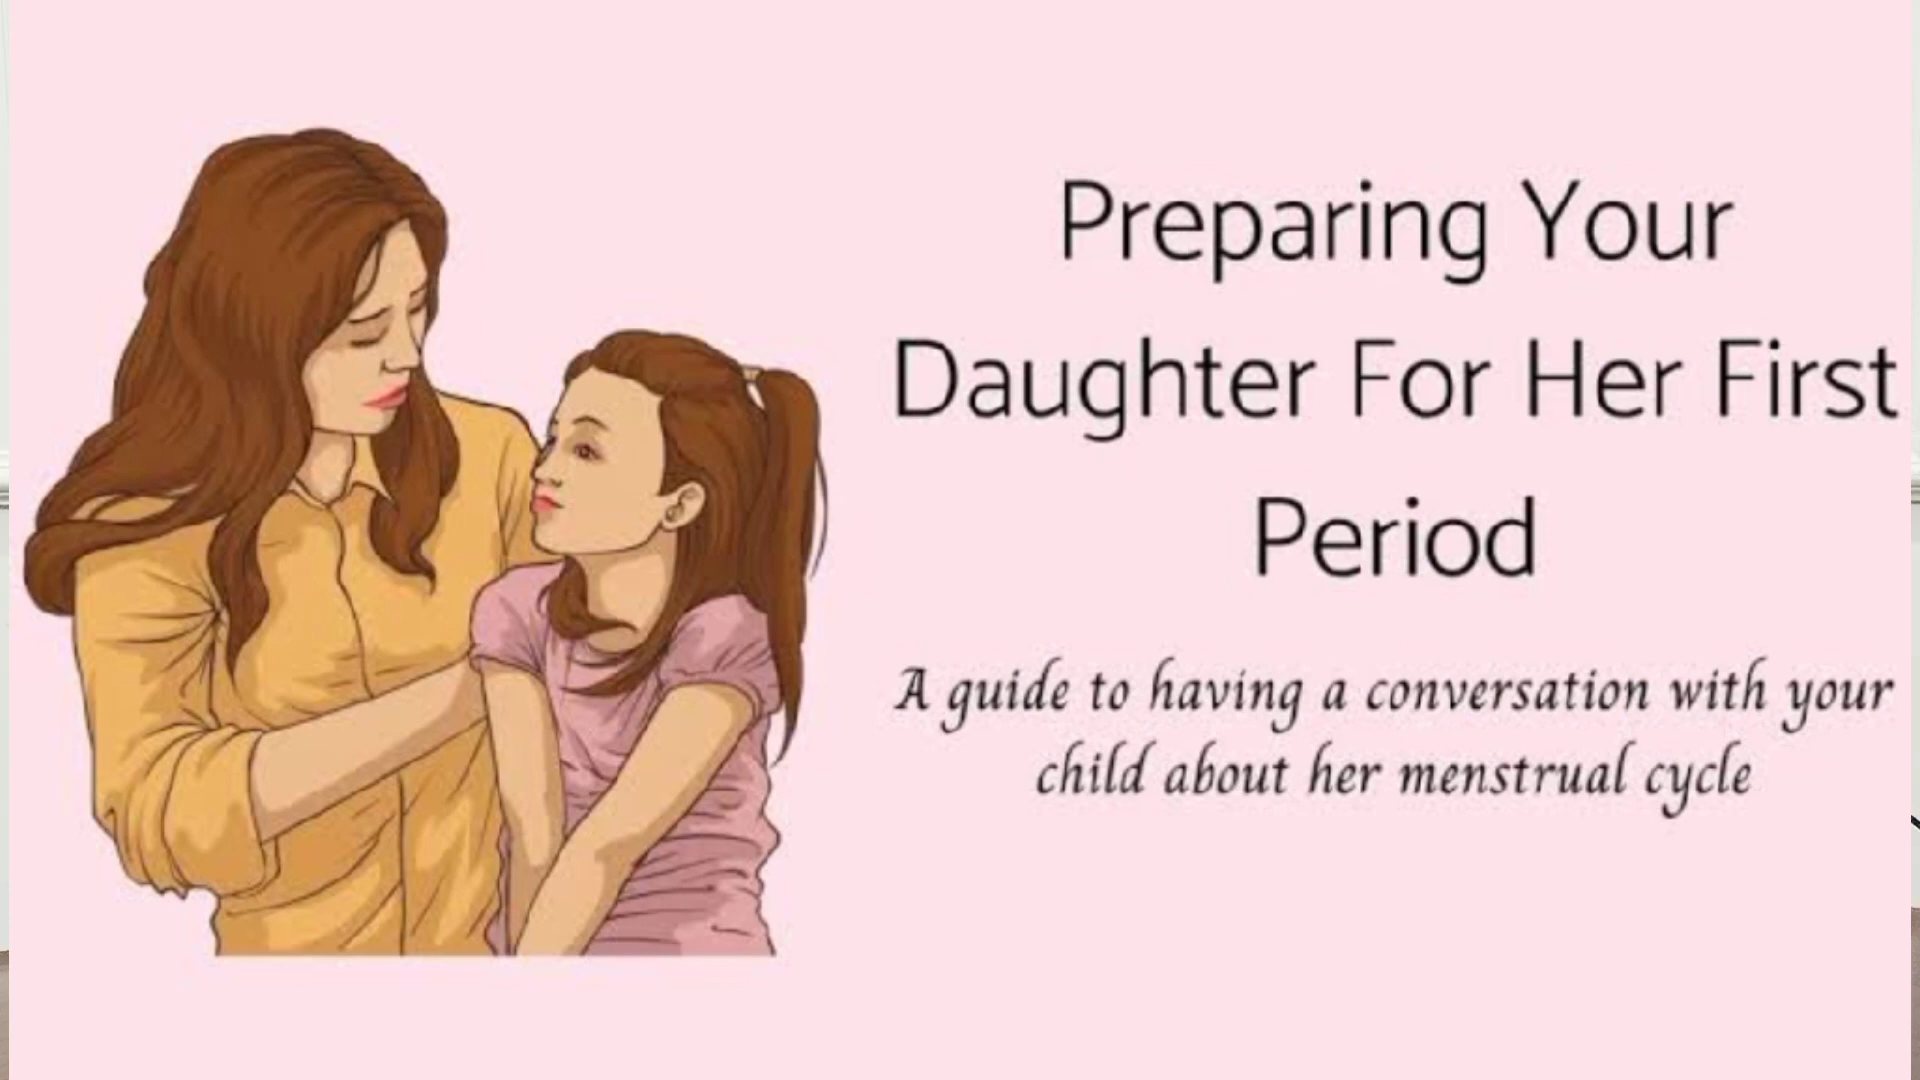 Preparing Your
Daughter For Her First
Period
A guide to having a conversation with your
child about her menstrual cycle